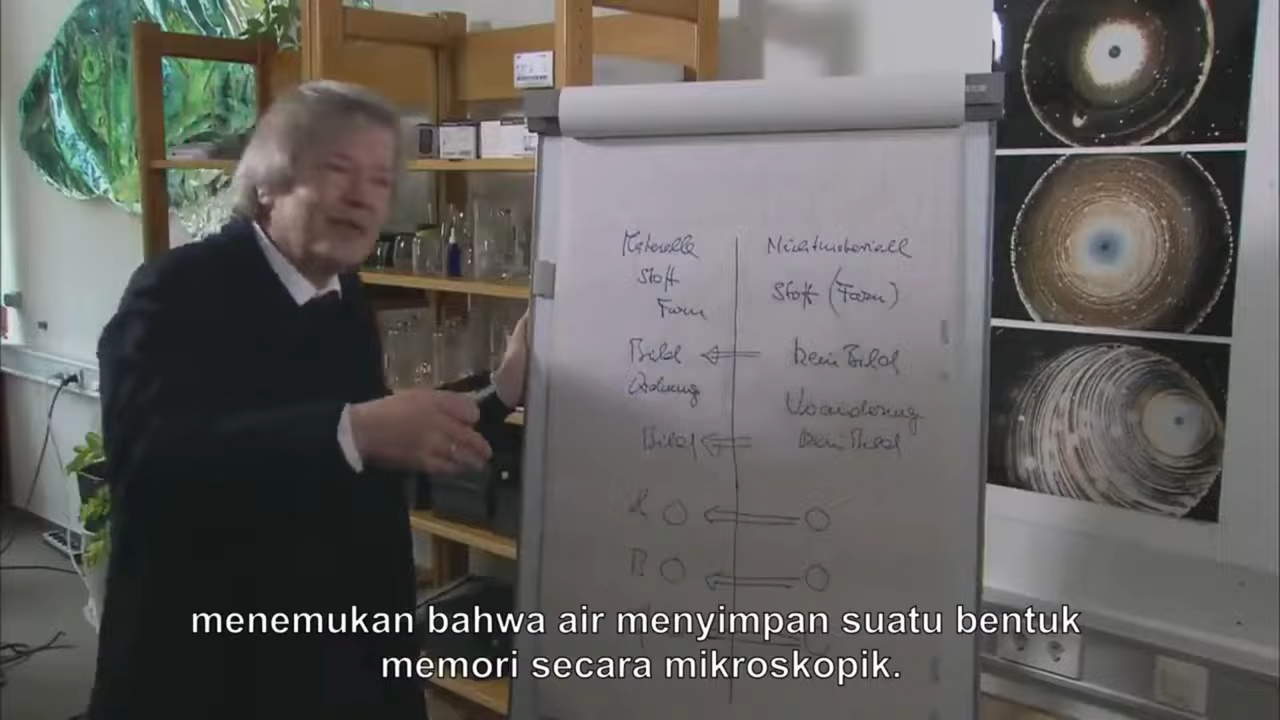 Materielle
Stoff
Form
Bild
Ordnung
Bild
A
B
Nichtmateriell
Stoff (Form)
kein Bild
Veränderung
kein Bild
menemukan bahwa air menyimpan suatu bentuk
memori secara mikroskopik.